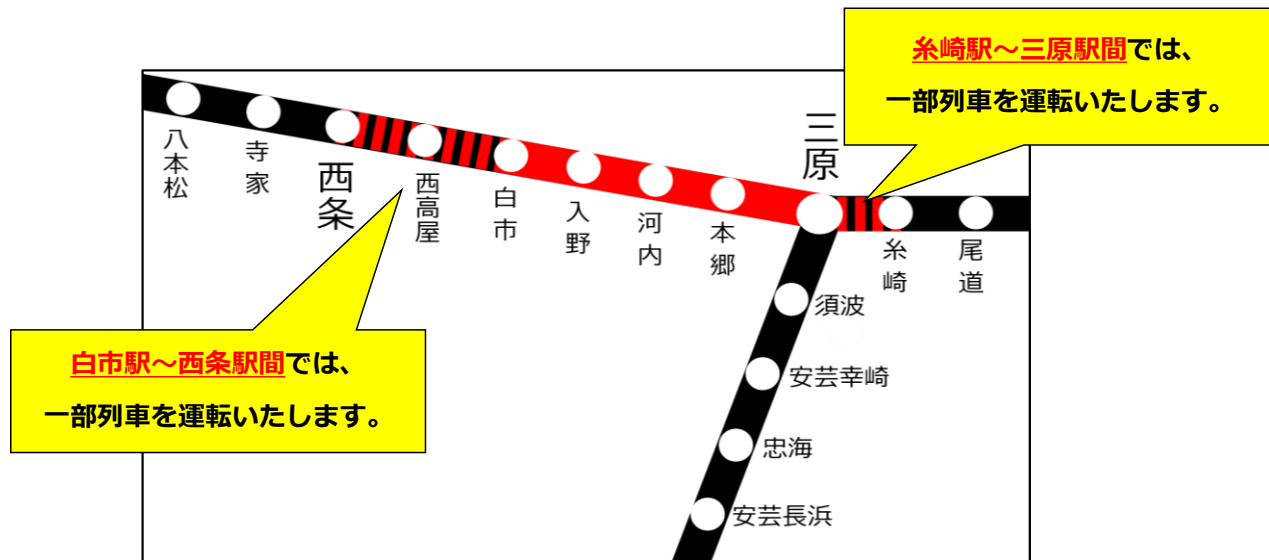 糸崎駅～三原駅間では、
一部列車を運転いたします。
八本松
寺家
西条
西高屋
白市
入野
河内
本郷
三原
糸崎
尾道
須波
安芸幸崎
忠海
安芸長浜
白市駅～西条駅間では、
一部列車を運転いたします。